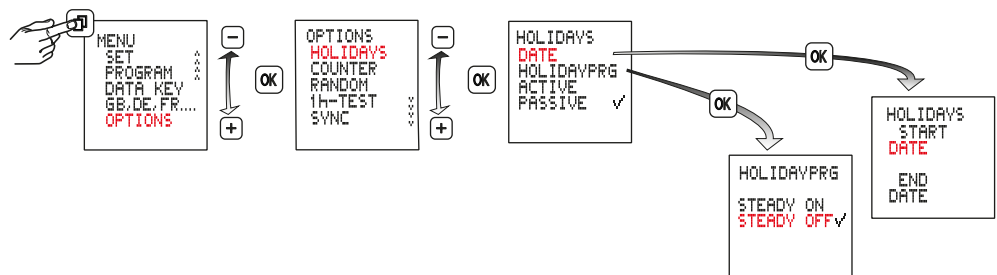 MENU
SET
PROGRAM
DATA KEY
GB,DE,FR....
OPTIONS
−
OK
+
OPTIONS
HOLIDAYS
COUNTER
RANDOM
1h-TEST
SYNC
−
+
OK
HOLIDAYS
DATE
HOLIDAYPRG
ACTIVE
PASSIVE ✓
OK
OK
HOLIDAYPRG
STEADY ON
STEADY OFF✓
HOLIDAYS
START
DATE
END
DATE